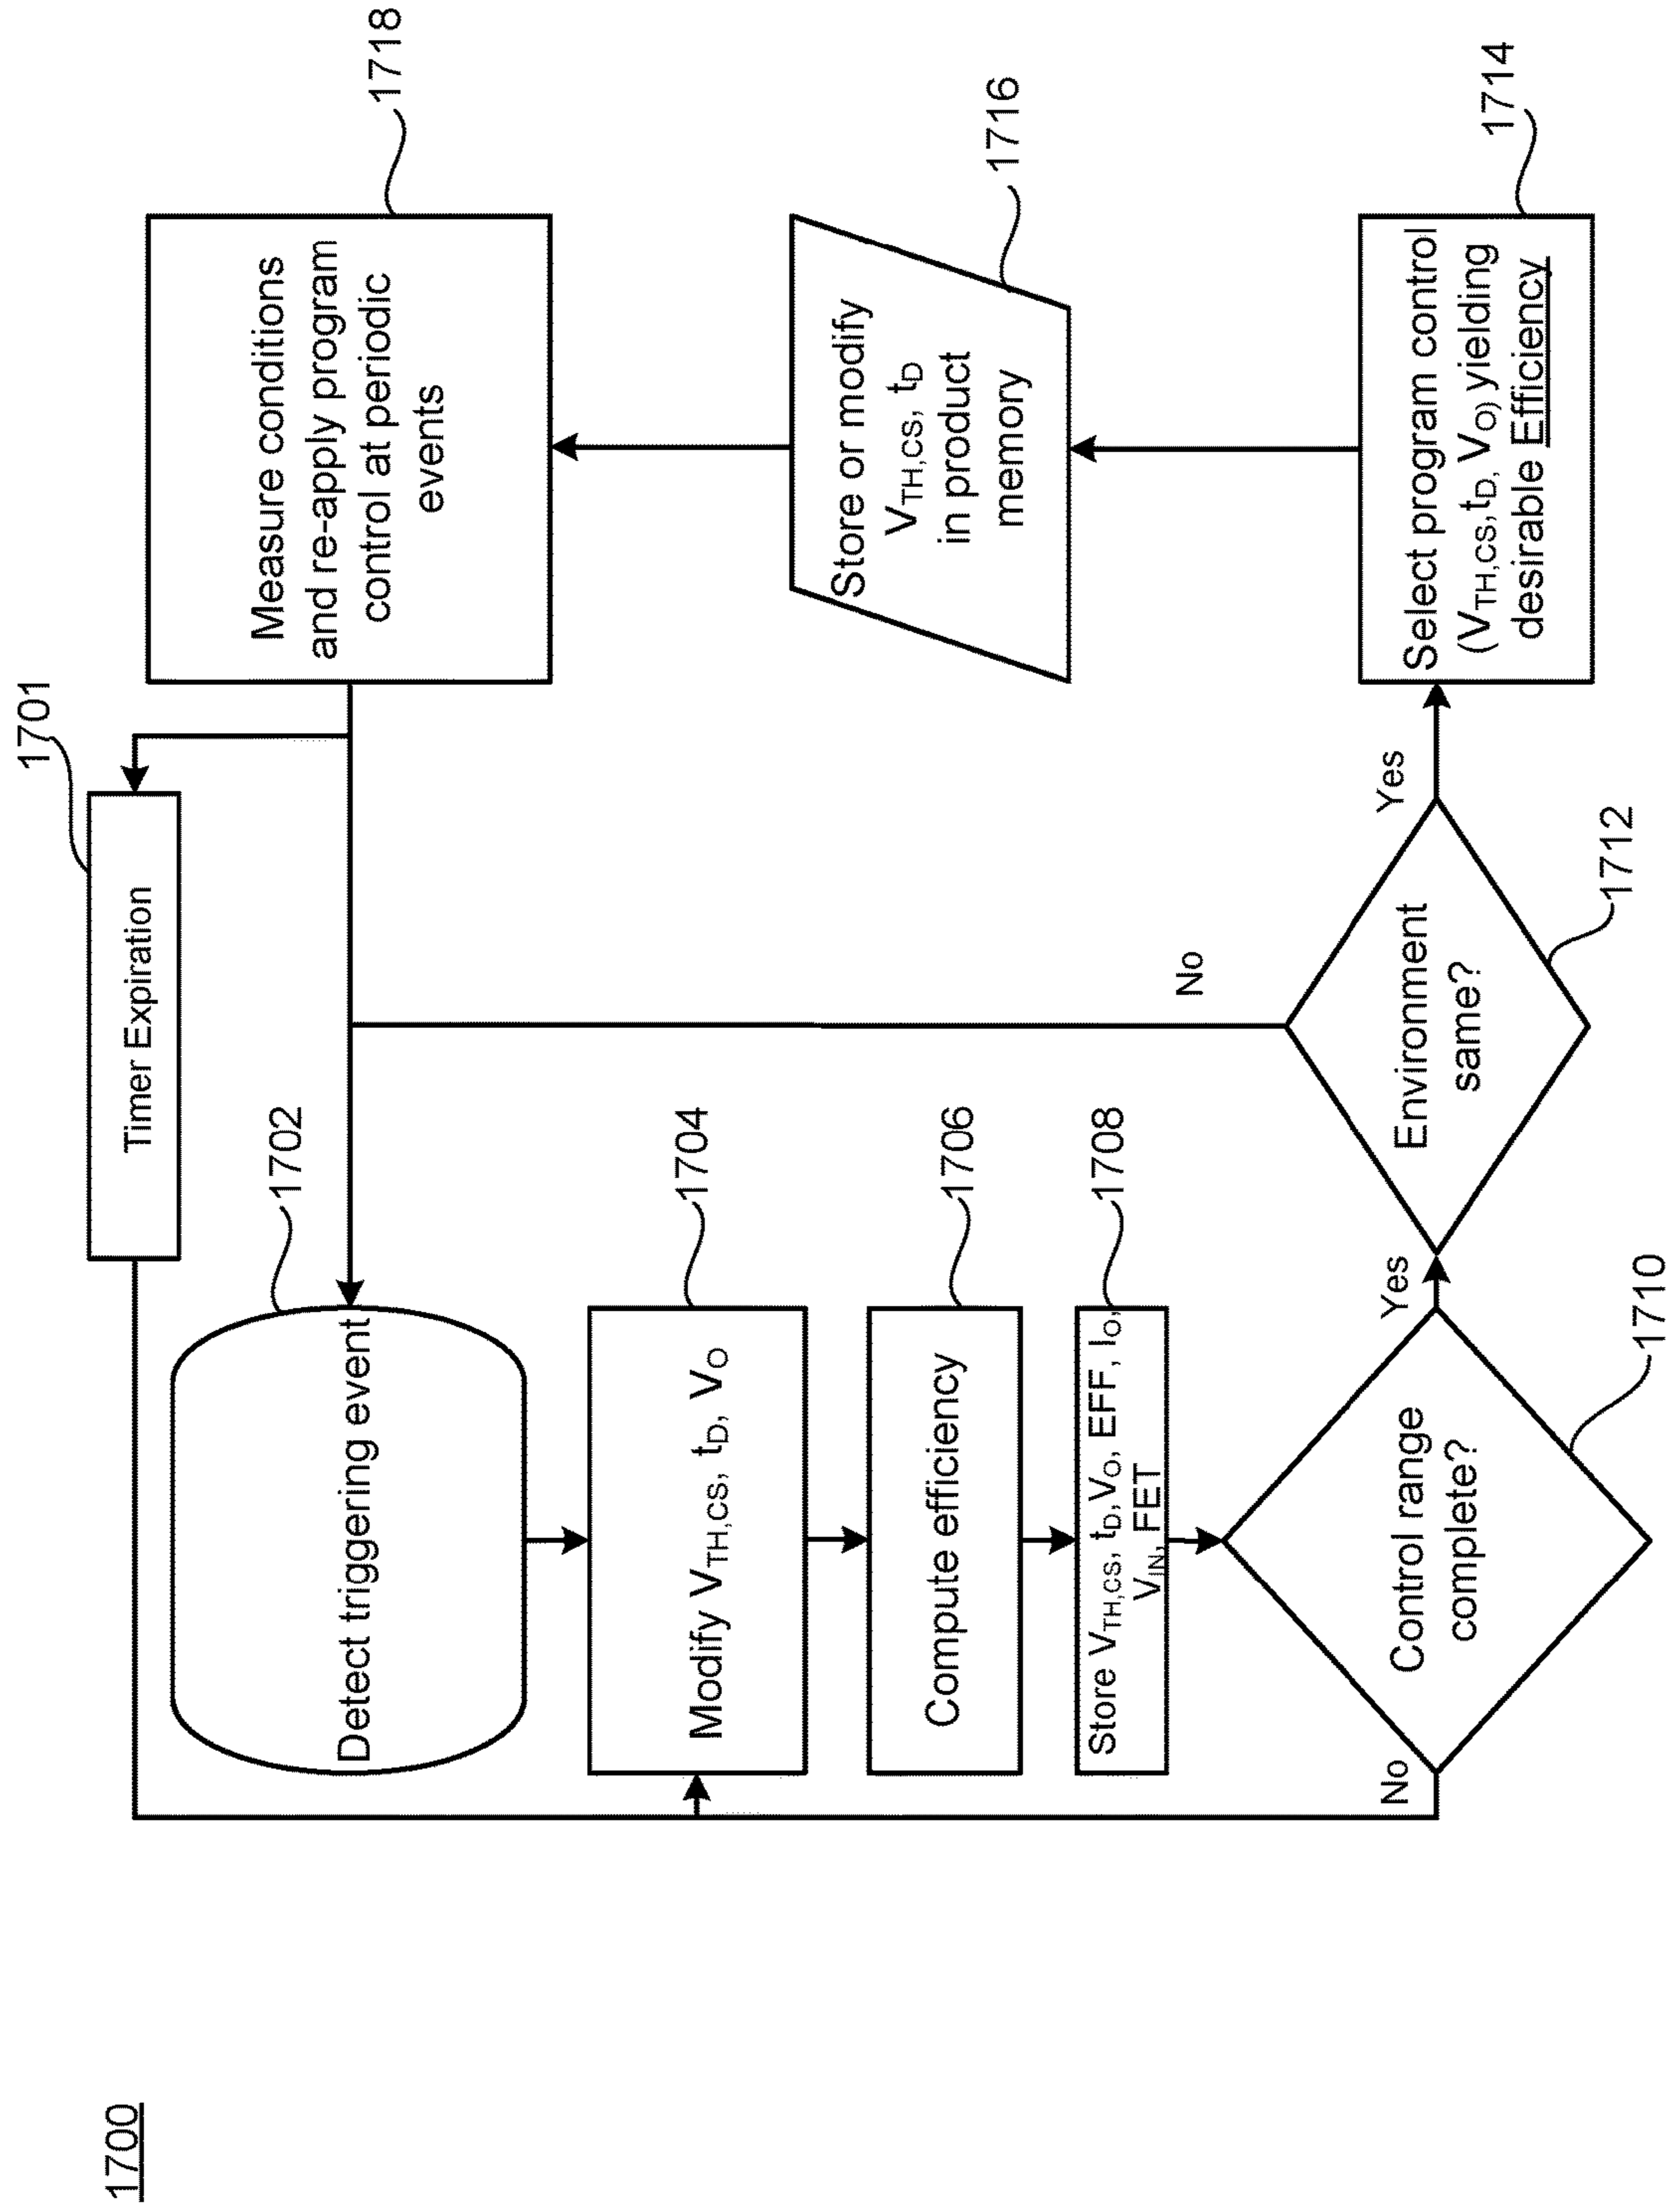 1700
Timer Expiration
1701
Detect triggering event
1702
Modify V_TH,CS, t_D, V_O
1704
Compute efficiency
1706
Store V_TH,CS, t_D, V_O, EFF, I_O,
V_IN, FET
1708
Control range
complete?
1710
No
Yes
Environment
same?
1712
No
Yes
Select program control
(V_TH,CS, t_D, V_O) yielding
desirable Efficiency
1714
Store or modify
V_TH,CS, t_D
in product
memory
1716
Measure conditions
and re-apply program
control at periodic
events
1718